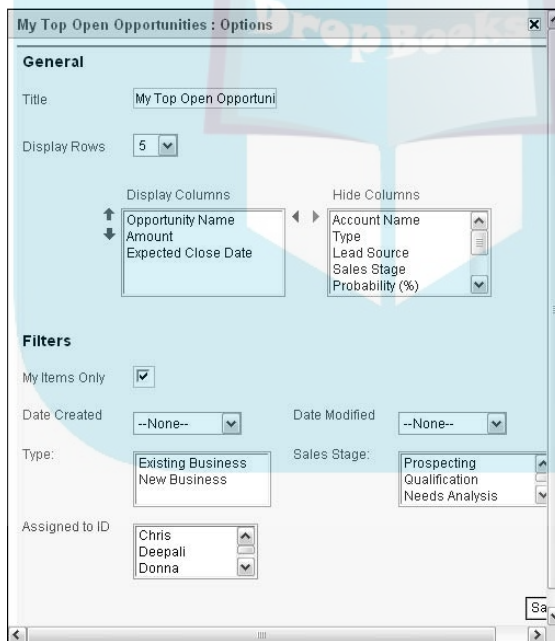 My Top Open Opportunities : Options
DropBooks
General
Title
My Top Open Opportuni
Display Rows
5
Display Columns
Hide Columns
Opportunity Name
Amount
Expected Close Date
Account Name
Type
Lead Source
Sales Stage
Probability (%)
Filters
My Items Only
Date Created
--None--
Date Modified
--None--
Type:
Existing Business
New Business
Sales Stage:
Prospecting
Qualification
Needs Analysis
Assigned to ID
Chris
Deepali
Donna
Sa